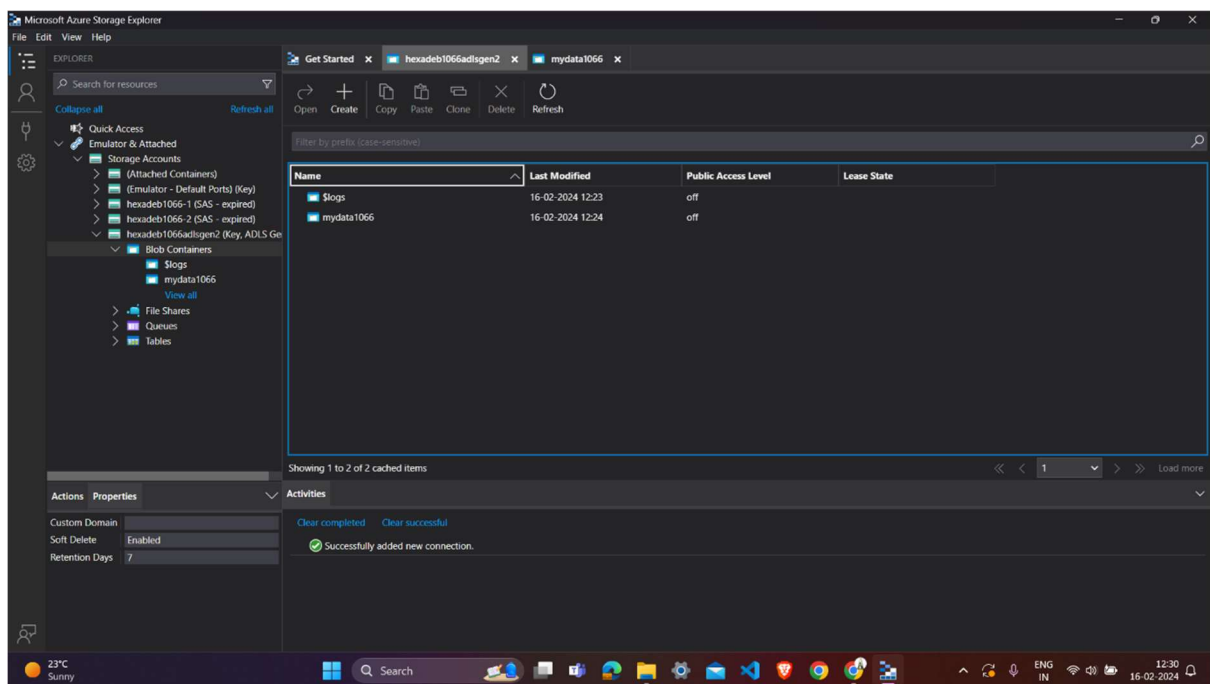 Microsoft Azure Storage Explorer
File Edit View Help
EXPLORER
Search for resources
Collapse all Refresh all
Quick Access
Emulator & Attached
Storage Accounts
(Attached Containers)
(Emulator - Default Ports) (Key)
hexadeb1066-1 (SAS - expired)
hexadeb1066-2 (SAS - expired)
hexadeb1066adlsgen2 (Key, ADLS Ge
Blob Containers
$logs
mydata1066
View all
File Shares
Queues
Tables
Get Started hexadeb1066adlsgen2 mydata1066
Open Create Copy Paste Clone Delete Refresh
Filter by prefix (case-sensitive)
Name Last Modified Public Access Level Lease State
$logs 16-02-2024 12:23 off
mydata1066 16-02-2024 12:24 off
Showing 1 to 2 of 2 cached items
1 Load more
Actions Properties
Custom Domain
Soft Delete Enabled
Retention Days 7
Activities
Clear completed Clear successful
Successfully added new connection.
23°C
Sunny
Search
ENG
IN
12:30
16-02-2024